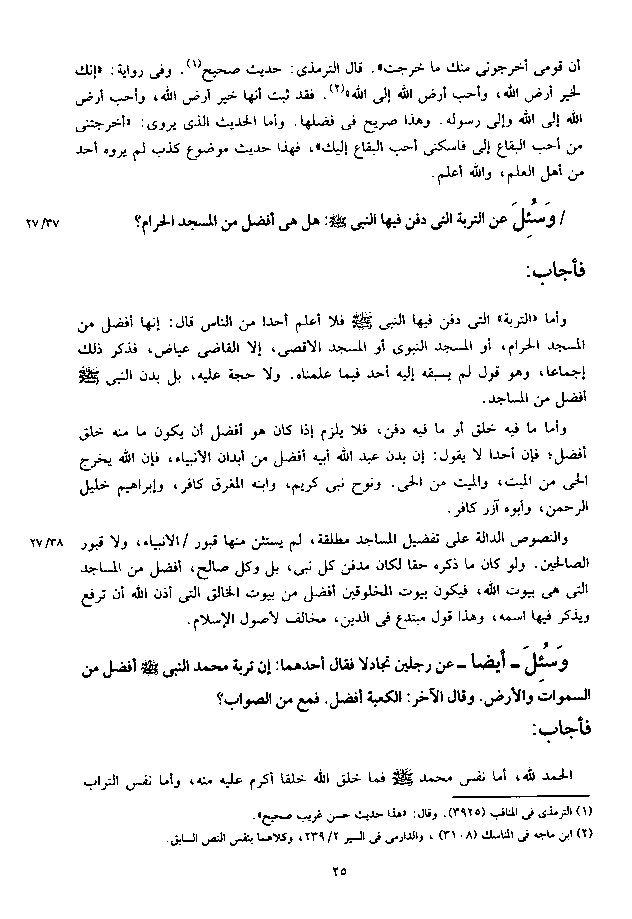 أن قومى أخرجونى منك ما خرجت». قال الترمذى: حديث صحيح(١). وفى رواية: «إنك
لخير أرض الله، وأحب أرض الله إلى الله»(٢). فقد ثبت أنها خير أرض الله، وأحب أرض
الله إلى الله وإلى رسوله. وهذا صريح فى فضلها. وأما الحديث الذى يروى: «أخرجتنى
من أحب البقاع إلى فاسكنى أحب البقاع إليك»، فهذا حديث موضوع كذب لم يروه أحد
من أهل العلم، والله أعلم.
٢٧/٣٧ / وَسُئِلَ عن التربة التى دفن فيها النبى ﷺ: هل هى أفضل من المسجد الحرام؟
فأجاب:
وأما «التربة» التى دفن فيها النبى ﷺ فلا أعلم أحدا من الناس قال: إنها أفضل من
المسجد الحرام، أو المسجد النبوى أو المسجد الأقصى، إلا القاضى عياض، فذكر ذلك
إجماعا، وهو قول لم يسبقه إليه أحد فيما علمناه. ولا حجة عليه، بل بدن النبى ﷺ
أفضل من المساجد.
وأما ما فيه خلق أو ما فيه دفن، فلا يلزم إذا كان هو أفضل أن يكون ما منه خلق
أفضل؛ فإن أحدا لا يقول: إن بدن عبد الله أبيه أفضل من أبدان الأنبياء، فإن الله يخرج
الحى من الميت، والميت من الحى. ونوح نبى كريم، وابنه المغرق كافر، وإبراهيم خليل
الرحمن، وأبوه آزر كافر.
٢٧/٣٨ والنصوص الدالة على تفضيل المساجد مطلقة، لم يستثن منها قبور /الأنبياء، ولا قبور
الصالحين. ولو كان ما ذكره حقا لكان مدفن كل نبى، بل وكل صالح، أفضل من المساجد
التى هى بيوت الله، فيكون بيوت المخلوقين أفضل من بيوت الخالق التى أذن الله أن ترفع
ويذكر فيها اسمه، وهذا قول مبتدع فى الدين، مخالف لأصول الإسلام.
وَسُئِلَ ـ أيضا ـ عن رجلين تجادلا فقال أحدهما: إن تربة محمد النبى ﷺ أفضل من
السموات والأرض. وقال الآخر: الكعبة أفضل. فمع من الصواب؟
فأجاب:
الحمد لله، أما نفس محمد ﷺ فما خلق الله خلقا أكرم عليه منه، وأما نفس التراب
(١) الترمذى فى المناقب (٣٩٢٥). وقال: «هذا حديث حسن غريب صحيح».
(٢) ابن ماجه فى المناسك (٣١٠٨) ، والدارمى فى السير ٢٣٩/٢، وكلاهما بنفس النص السابق.
٢٥